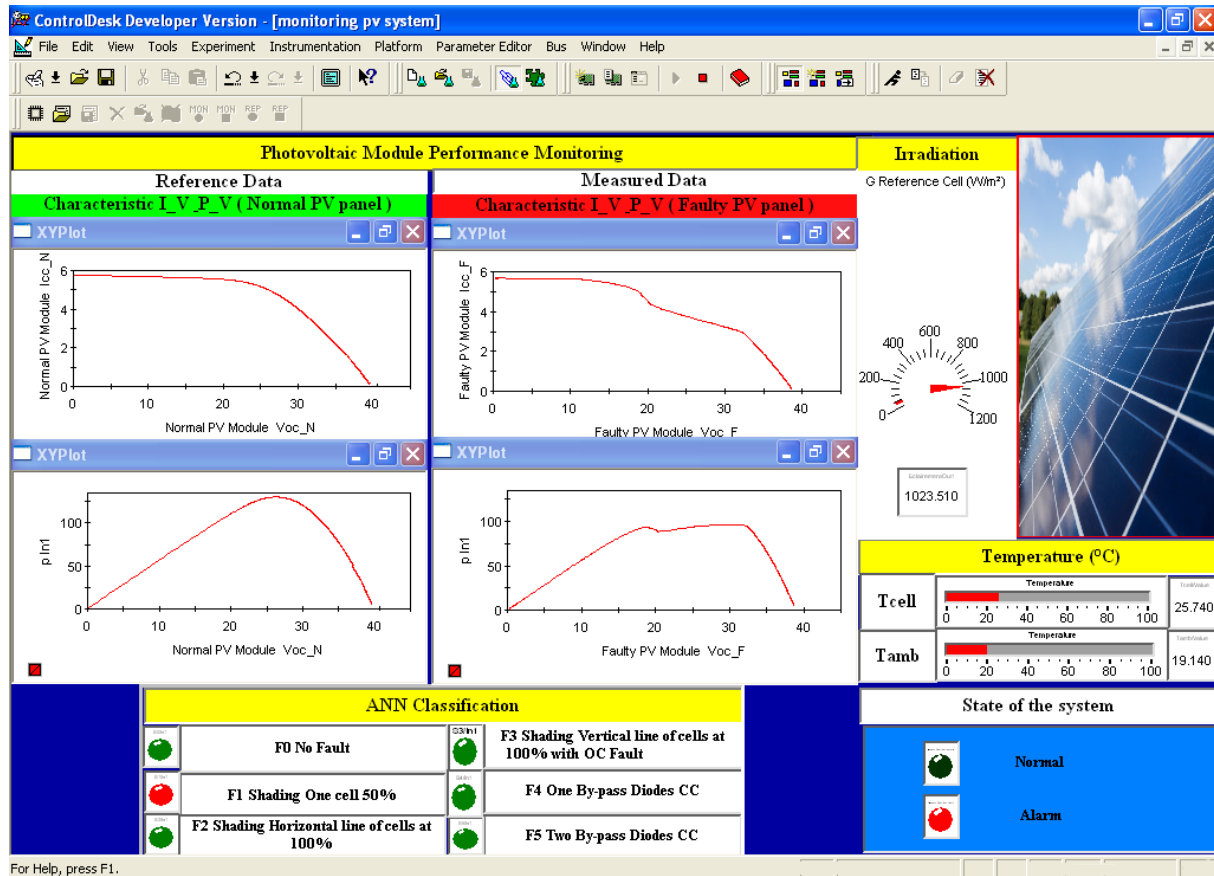 ControlDesk Developer Version - [monitoring pv system]
File Edit View Tools Experiment Instrumentation Platform Parameter Editor Bus Window Help
MON MON REP REP
Photovoltaic Module Performance Monitoring
Irradiation
Reference Data
Measured Data
G Reference Cell (W/m²)
Characteristic I_V_P_V ( Normal PV panel )
Characteristic I_V_P_V ( Faulty PV panel )
XYPlot
Normal PV Module Icc_N
6
4
2
0
0 10 20 30 40
Normal PV Module Voc_N
XYPlot
Faulty PV Module Icc_F
6
4
2
0
0 10 20 30 40
Faulty PV Module Voc_F
0 200 400 600 800 1000 1200
1023.510
XYPlot
p In1
100
50
0
0 10 20 30 40
Normal PV Module Voc_N
XYPlot
p In1
100
50
0
0 10 20 30 40
Faulty PV Module Voc_F
Temperature (°C)
Tcell
Temperature
0 20 40 60 80 100
25.740
Tamb
Temperature
0 20 40 60 80 100
19.140
ANN Classification
F0 No Fault
G3/In1
F3 Shading Vertical line of cells at
100% with OC Fault
F1 Shading One cell 50%
F4 One By-pass Diodes CC
F2 Shading Horizontal line of cells at
100%
F5 Two By-pass Diodes CC
State of the system
Normal
Alarm
For Help, press F1.